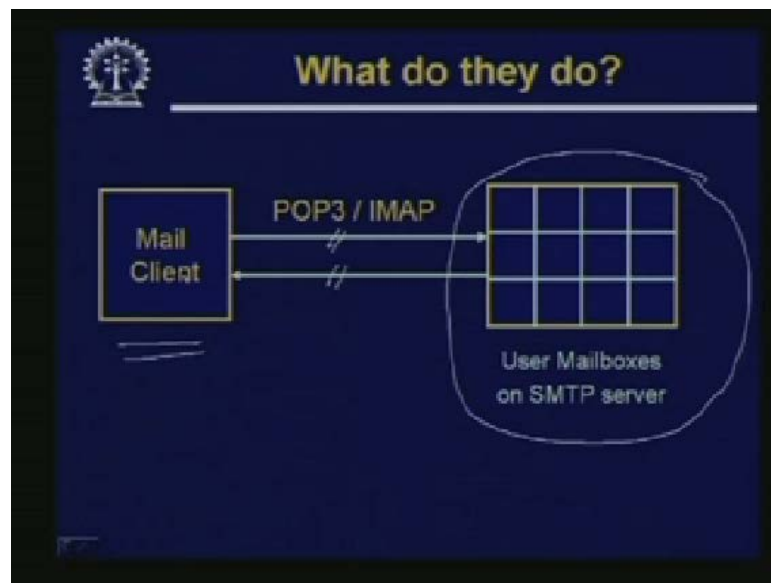 What do they do?
POP3 / IMAP
Mail
Client
User Mailboxes
on SMTP server